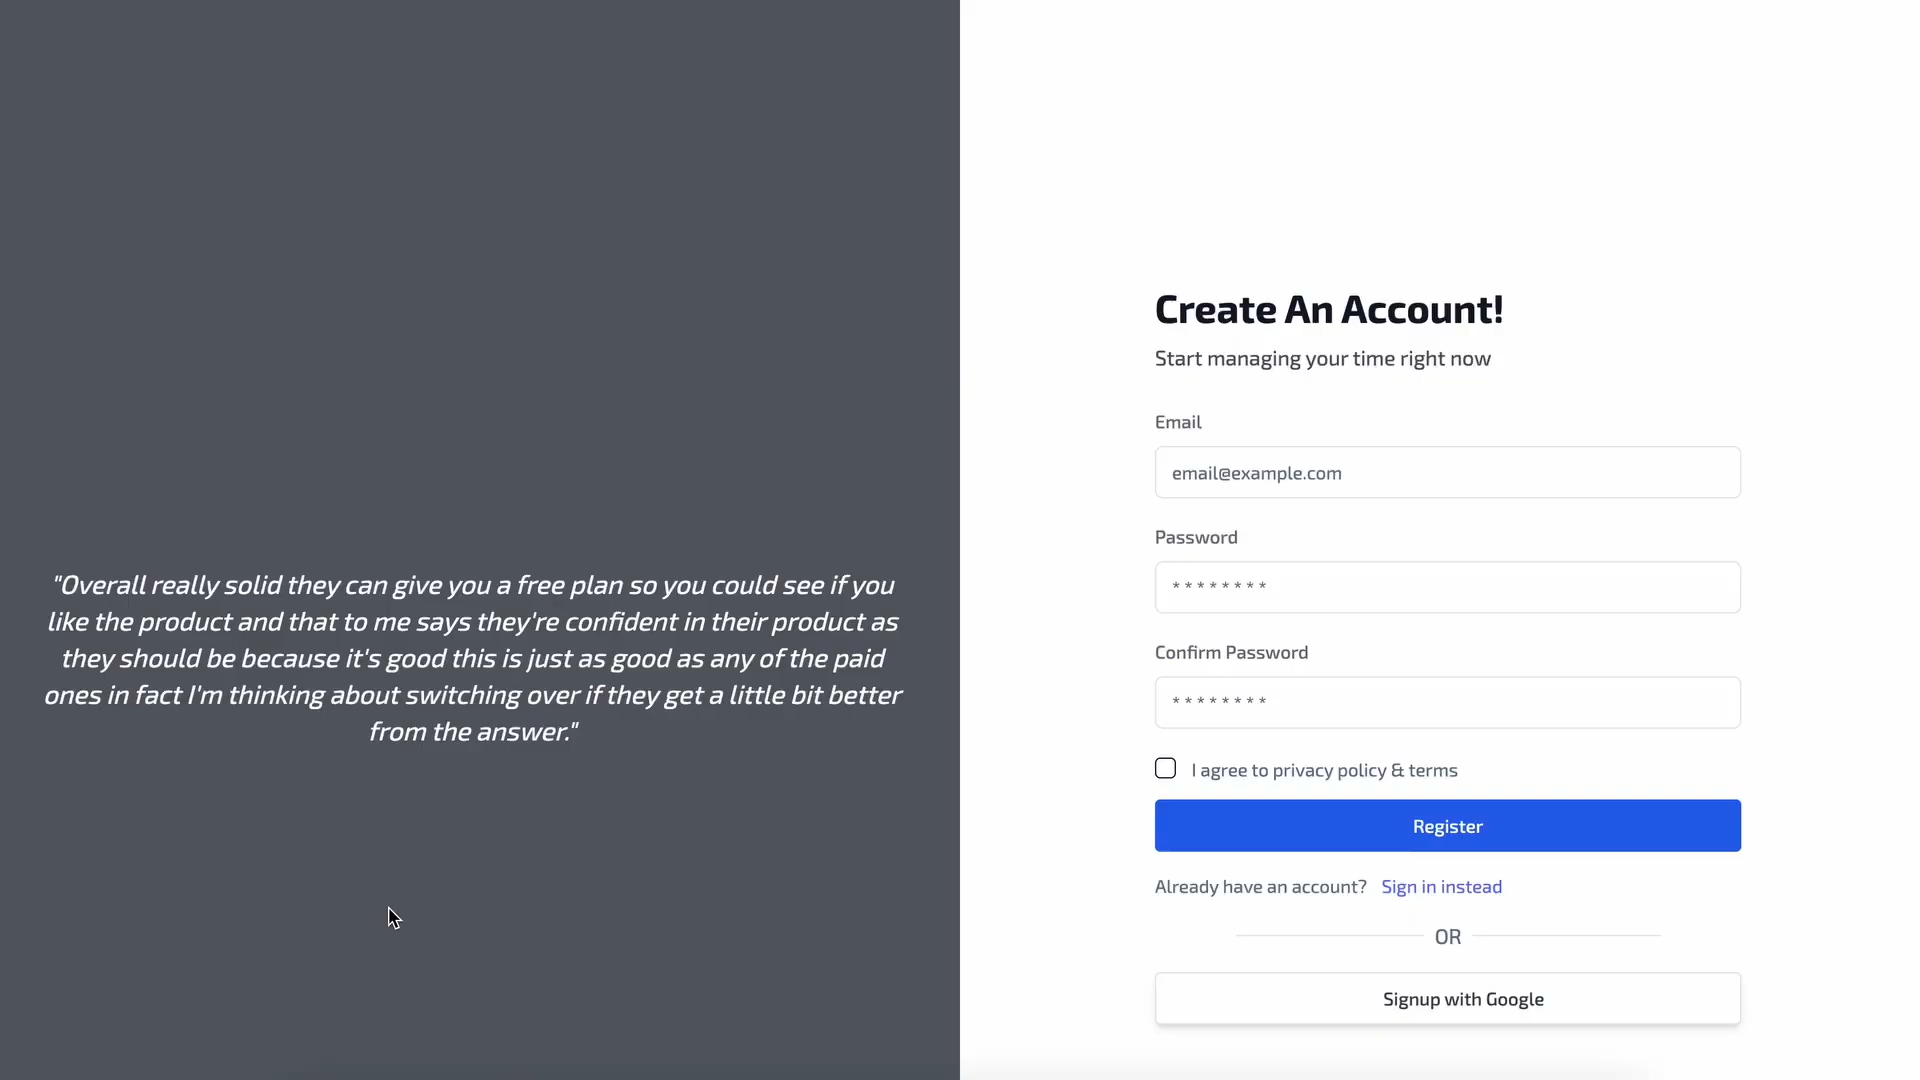 "Overall really solid they can give you a free plan so you could see if you
like the product and that to me says they're confident in their product as
they should be because it's good this is just as good as any of the paid
ones in fact I'm thinking about switching over if they get a little bit better
from the answer."
Create An Account!
Start managing your time right now
Email
email@example.com
Password
********
Confirm Password
********
I agree to privacy policy & terms
Register
Already have an account? Sign in instead
OR
Signup with Google